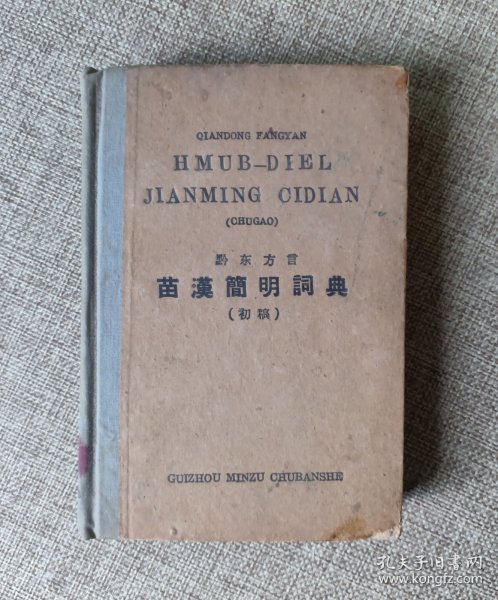 QIANDONG FANGYAN
HMUB-DIEL
JIANMING CIDIAN
(CHUGAO)
黔东方言
苗漢簡明詞典
(初稿)
GUIZHOU MINZU CHUBANSHE
孔夫子旧书网
www.kongfz.com